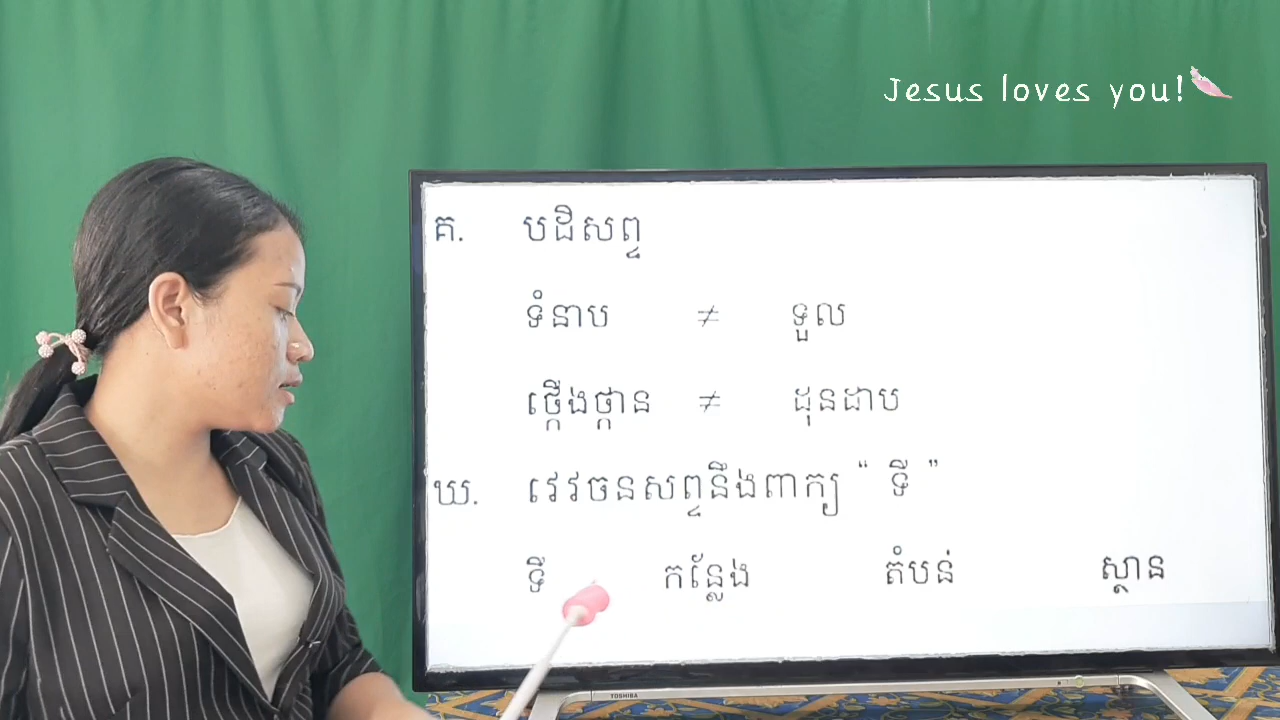 Jesus loves you!
គ. បដិសព្ទ
ទំនាប ≠ ទួល
ថ្កើងថ្កាន ≠ ដុនដាប
ឃ. វេវចនសព្ទនឹងពាក្យ “ ទី ”
ទី កន្លែង តំបន់ ស្ថាន
TOSHIBA